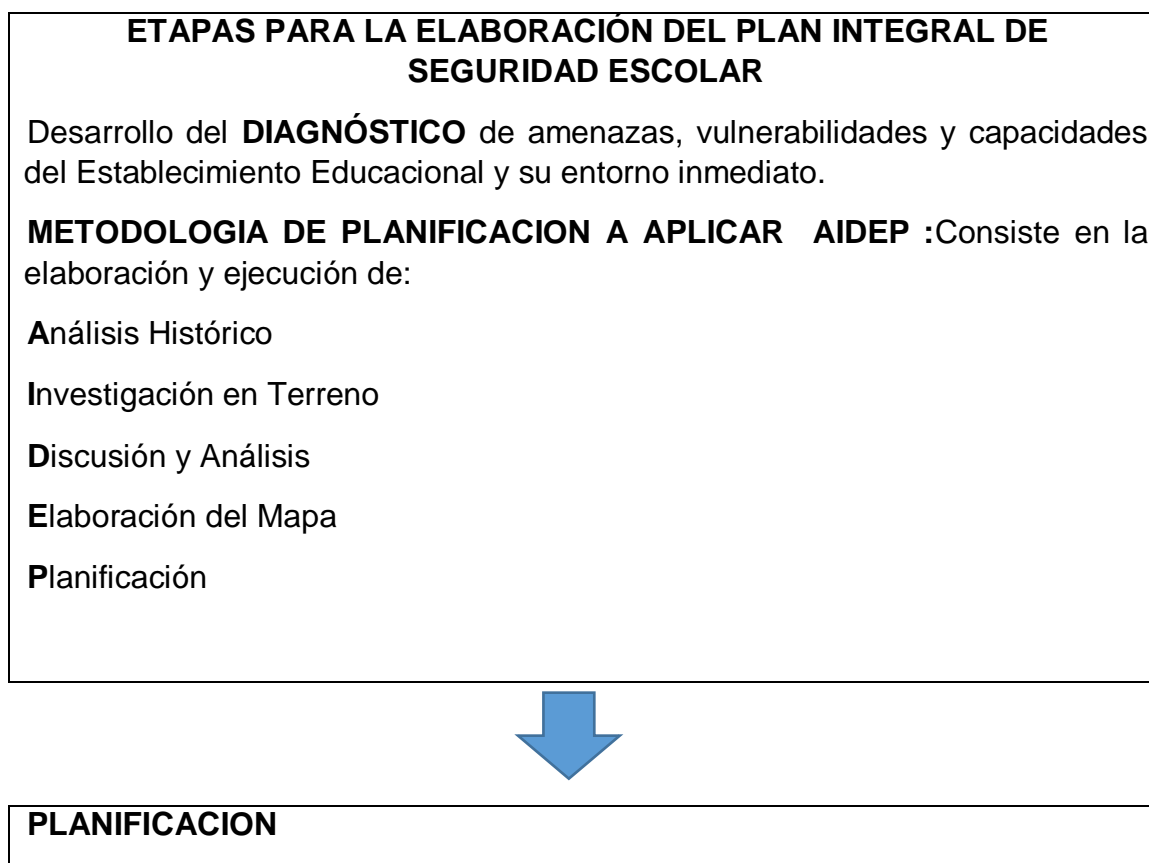 ETAPAS PARA LA ELABORACIÓN DEL PLAN INTEGRAL DE
SEGURIDAD ESCOLAR
Desarrollo del DIAGNÓSTICO de amenazas, vulnerabilidades y capacidades
del Establecimiento Educacional y su entorno inmediato.
METODOLOGIA DE PLANIFICACION A APLICAR AIDEP :Consiste en la
elaboración y ejecución de:
Análisis Histórico
Investigación en Terreno
Discusión y Análisis
Elaboración del Mapa
Planificación
PLANIFICACION